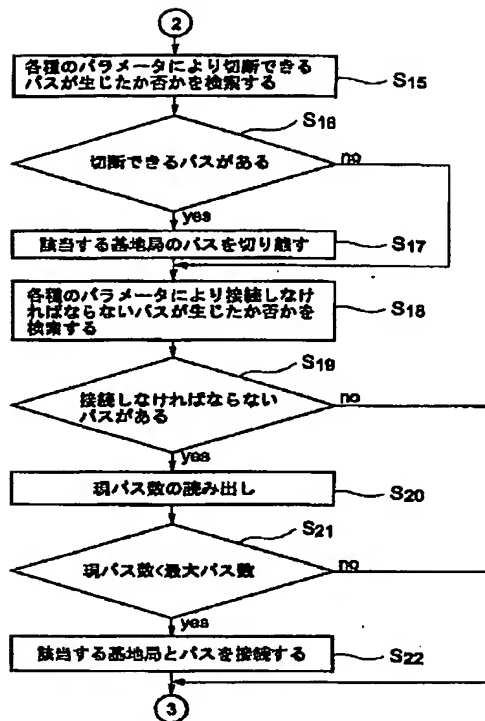 2
各種のパラメータにより切断できる
パスが生じたか否かを検索する
S15
S16
切断できるパスがある
no
yes
該当する基地局のパスを切り離す
S17
各種のパラメータにより接続しなけ
ればならないパスが生じたか否かを
検索する
S18
S19
接続しなければならない
パスがある
no
yes
現パス数の読み出し
S20
S21
現パス数<最大パス数
no
yes
該当する基地局とパスを接続する
S22
3